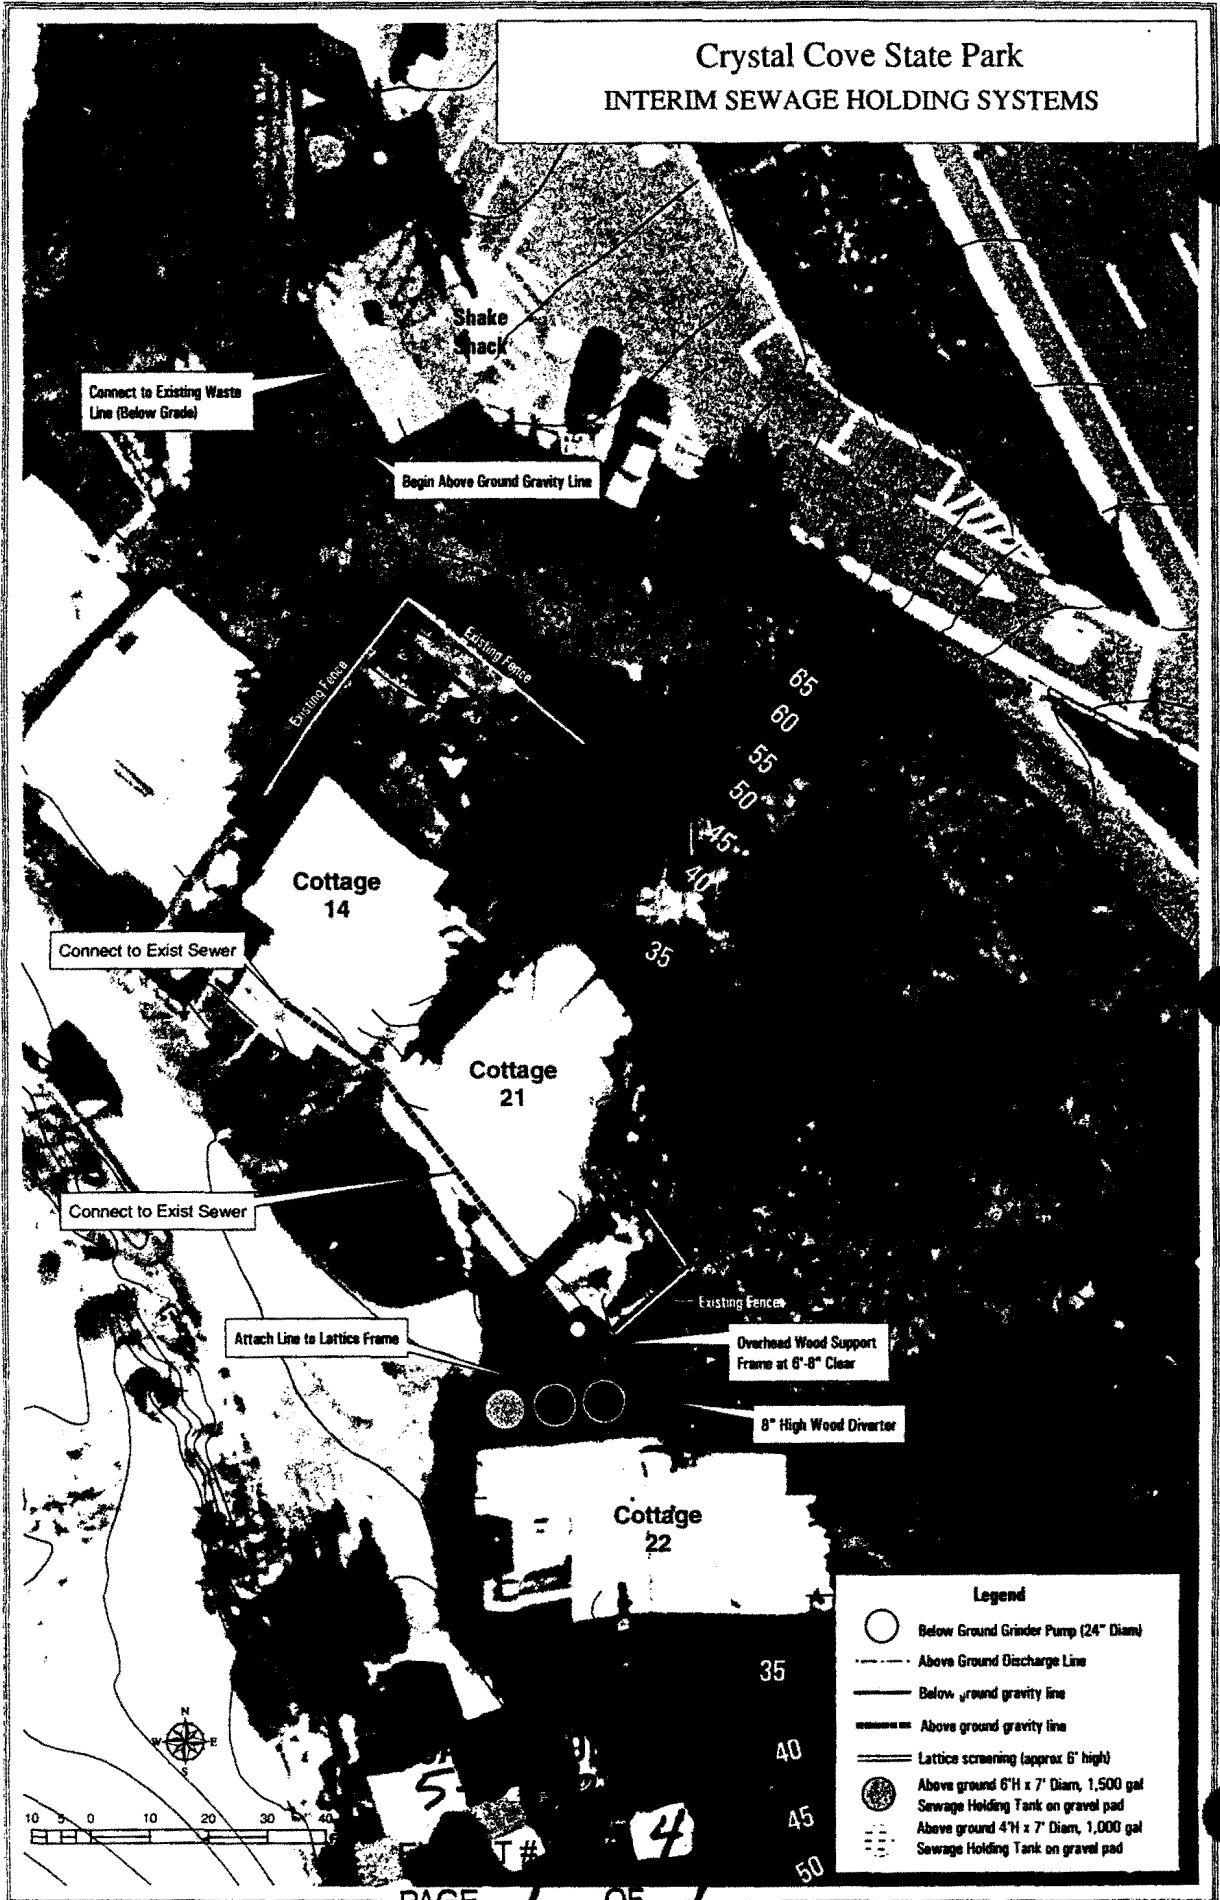 Crystal Cove State Park
INTERIM SEWAGE HOLDING SYSTEMS
Shake
Shack
Connect to Existing Waste
Line (Below Grade)
Begin Above Ground Gravity Line
Existing Fence
Existing Fence
65
60
55
50
45
40
35
Cottage
14
Connect to Exist Sewer
Cottage
21
Connect to Exist Sewer
Existing Fence
Attach Line to Lattice Frame
Overhead Wood Support
Frame at 6'-8" Clear
8" High Wood Diverter
Cottage
22
Legend
Below Ground Grinder Pump (24" Diam)
Above Ground Discharge Line
Below ground gravity line
Above ground gravity line
Lattice screening (approx 6' high)
Above ground 6'H x 7' Diam, 1,500 gal
Sewage Holding Tank on gravel pad
Above ground 4'H x 7' Diam, 1,000 gal
Sewage Holding Tank on gravel pad
35
40
45
50
N
W E
S
10 5 0 10 20 30 40
5
T # 4
PAGE OF